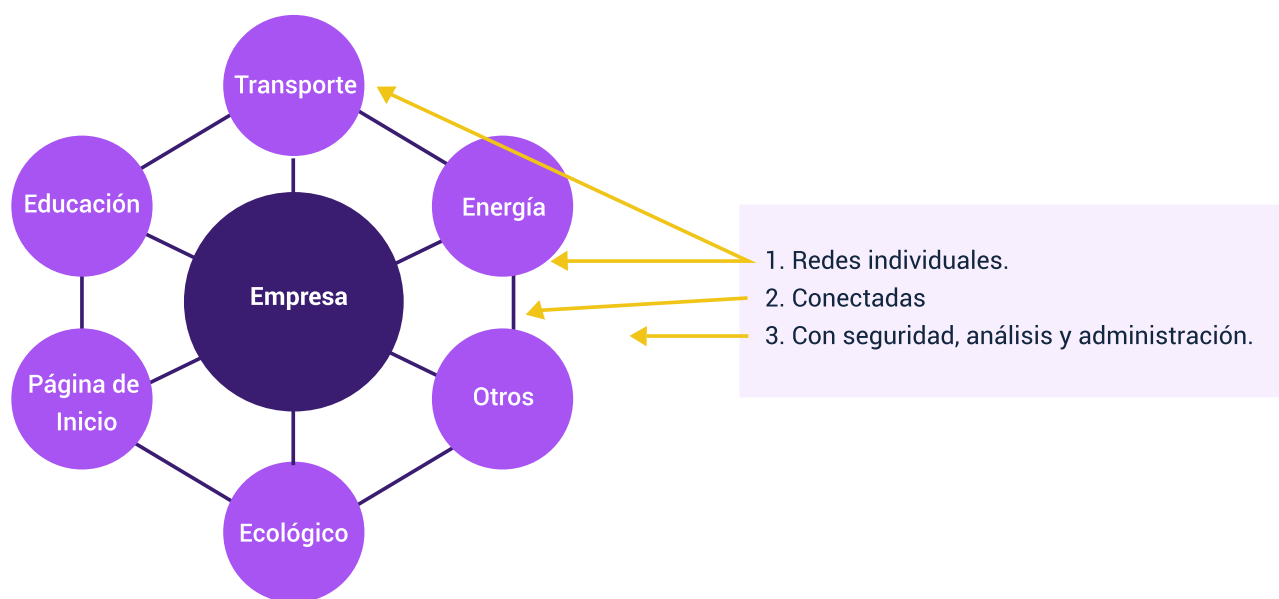 Transporte
Educación
Energía
Empresa
Página de
Inicio
Otros
Ecológico
1. Redes individuales.
2. Conectadas
3. Con seguridad, análisis y administración.